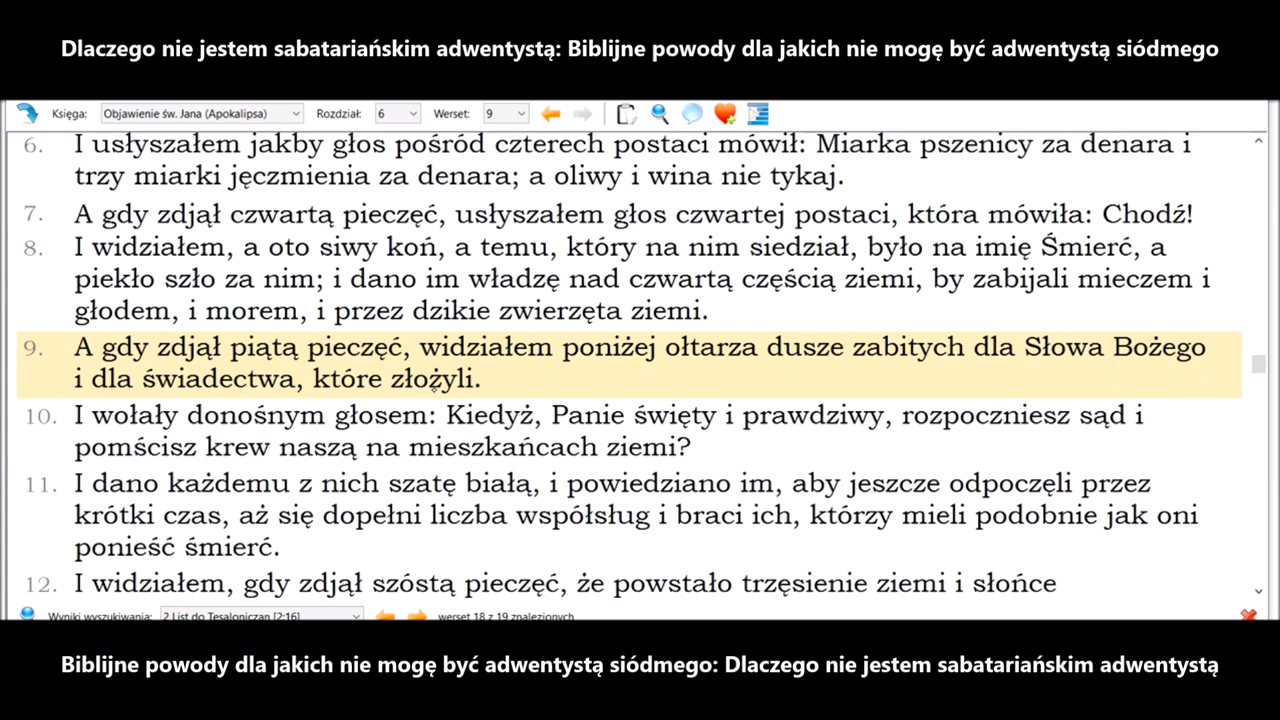 Dlaczego nie jestem sabatariańskim adwentystą: Biblijne powody dla jakich nie mogę być adwentystą siódmego
Księga: Objawienie św. Jana (Apokalipsa) Rozdział: 6 Werset: 9
6. I usłyszałem jakby głos pośród czterech postaci mówił: Miarka pszenicy za denara i
trzy miarki jęczmienia za denara; a oliwy i wina nie tykaj.
7. A gdy zdjął czwartą pieczęć, usłyszałem głos czwartej postaci, która mówiła: Chodź!
8. I widziałem, a oto siwy koń, a temu, który na nim siedział, było na imię Śmierć, a
piekło szło za nim; i dano im władzę nad czwartą częścią ziemi, by zabijali mieczem i
głodem, i morem, i przez dzikie zwierzęta ziemi.
9. A gdy zdjął piątą pieczęć, widziałem poniżej ołtarza dusze zabitych dla Słowa Bożego
i dla świadectwa, które złożyli.
10. I wołały donośnym głosem: Kiedyż, Panie święty i prawdziwy, rozpoczniesz sąd i
pomścisz krew naszą na mieszkańcach ziemi?
11. I dano każdemu z nich szatę białą, i powiedziano im, aby jeszcze odpoczęli przez
krótki czas, aż się dopełni liczba współsług i braci ich, którzy mieli podobnie jak oni
ponieść śmierć.
12. I widziałem, gdy zdjął szóstą pieczęć, że powstało trzęsienie ziemi i słońce
Wyniki wyszukiwania: 2 List do Tesaloniczan [2:16] werset 18 z 19 znalezionych
Biblijne powody dla jakich nie mogę być adwentystą siódmego: Dlaczego nie jestem sabatariańskim adwentystą